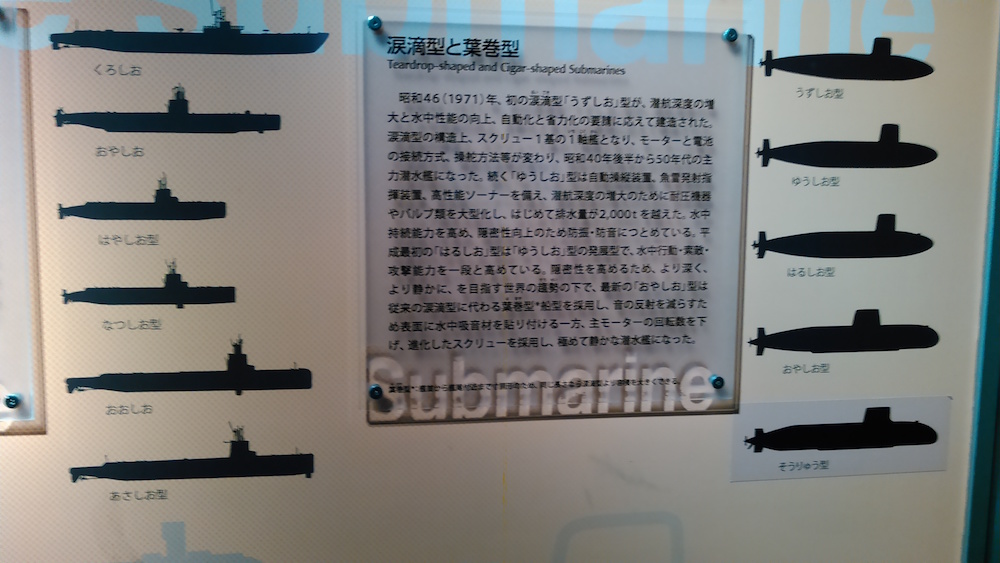 submarine
くろしお
おやしお
はやしお型
なつしお型
おおしお
あさしお型
涙滴型と葉巻型
Teardrop-shaped and Cigar-shaped Submarines
昭和46(1971)年、初の涙滴型「うずしお」型が、潜航深度の増
大と水中性能の向上、自動化と省力化の要請に応えて建造された。
涙滴型の構造上、スクリュー1基の1軸艦となり、モーターと電池
の接続方式、操舵方法等が変わり、昭和40年後半から50年代の主
力潜水艦になった。続く「ゆうしお」型は自動操縦装置、魚雷発射指
揮装置、高性能ソーナーを備え、潜航深度の増大のために耐圧機器
やバルブ類を大型化し、はじめて排水量が2,000tを越えた。水中
持続能力を高め、隠密性向上のため防振・防音につとめている。平
成最初の「はるしお」型は「ゆうしお」型の発展型で、水中行動・索敵・
攻撃能力を一段と高めている。隠密性を高めるため、より深く、
より静かに、を目指す世界の趨勢の下で、最新の「おやしお」型は
従来の涙滴型に代わる葉巻型*船型を採用し、音の反射を減らすた
め表面に水中吸音材を貼り付ける一方、主モーターの回転数を下
げ、進化したスクリューを採用し、極めて静かな潜水艦になった。
Submarine
うずしお型
ゆうしお型
はるしお型
おやしお型
そうりゅう型